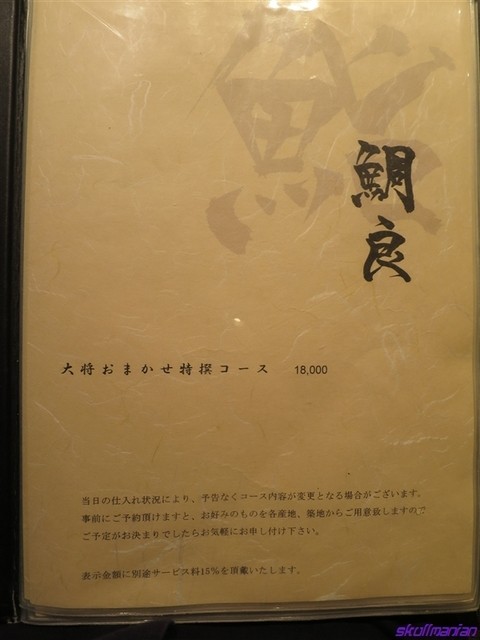 鮨
鯛良
大将おまかせ特撰コース 18,000
当日の仕入れ状況により、予告なくコース内容が変更となる場合がございます。
事前にご予約頂けますと、お好みのものを各産地、築地からご用意致しますので
ご予定がお決まりでしたらお気軽にお申し付け下さい。
表示金額に別途サービス料15%を頂戴いたします。
skullmanian